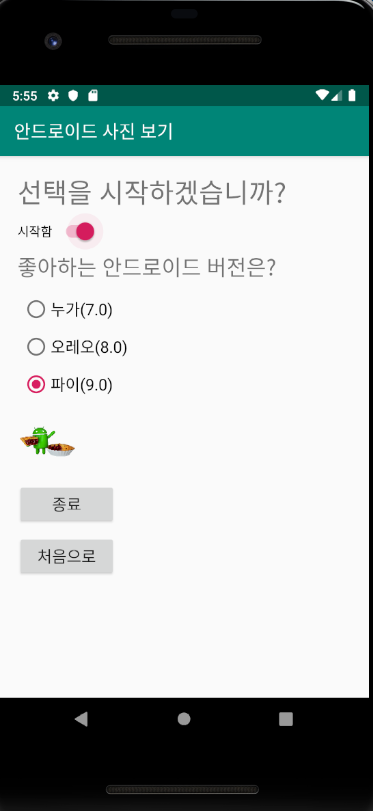 5:55
안드로이드 사진 보기
선택을 시작하겠습니까?
시작함
좋아하는 안드로이드 버전은?
누가(7.0)
오레오(8.0)
파이(9.0)
종료
처음으로